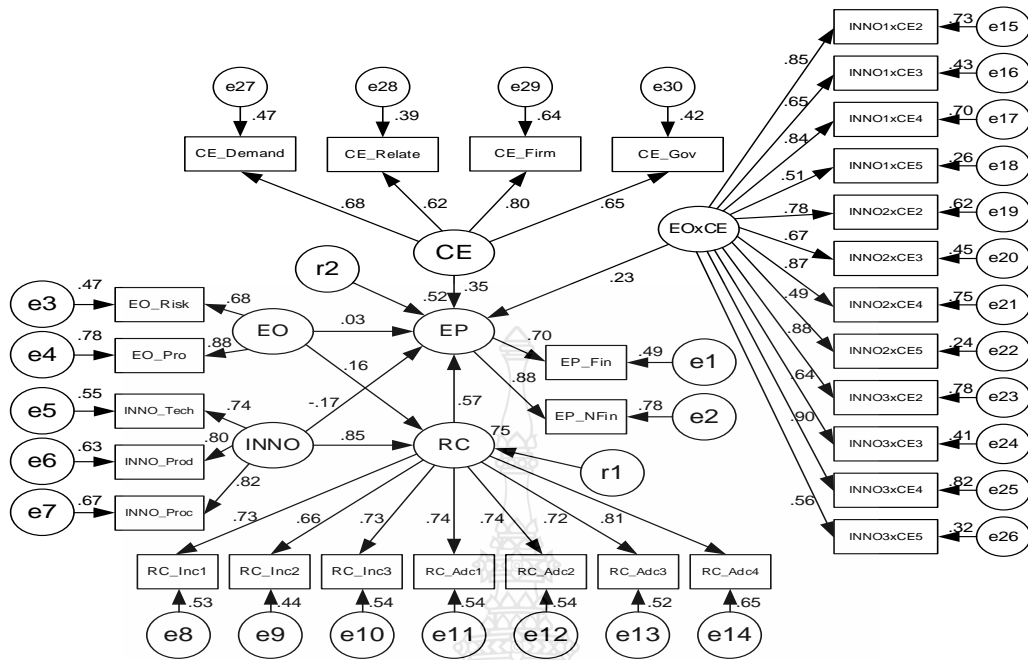 e27 e28 e29 e30
.47 .39 .64 .42
CE_Demand CE_Relate CE_Firm CE_Gov
.68 .62 .80 .65
CE
.35
r2
.52
EP
EO
.03
.16
INNO
-.17
.85
RC
.57
.75
r1
EOxCE
.23
e3 .47 EO_Risk .68
e4 .78 EO_Pro .88
e5 .55 INNO_Tech .74
e6 .63 INNO_Prod .80
e7 .67 INNO_Proc .82
.70 EP_Fin .49 e1
.88 EP_NFin .78 e2
.73 .66 .73 .74 .74 .72 .81
RC_Inc1 RC_Inc2 RC_Inc3 RC_Adc1 RC_Adc2 RC_Adc3 RC_Adc4
.53 .44 .54 .54 .54 .52 .65
e8 e9 e10 e11 e12 e13 e14
.85 INNO1xCE2 .73 e15
.65 INNO1xCE3 .43 e16
.84 INNO1xCE4 .70 e17
.51 INNO1xCE5 .26 e18
.78 INNO2xCE2 .62 e19
.67 INNO2xCE3 .45 e20
.87 INNO2xCE4 .75 e21
.49 INNO2xCE5 .24 e22
.88 INNO3xCE2 .78 e23
.64 INNO3xCE3 .41 e24
.90 INNO3xCE4 .82 e25
.56 INNO3xCE5 .32 e26